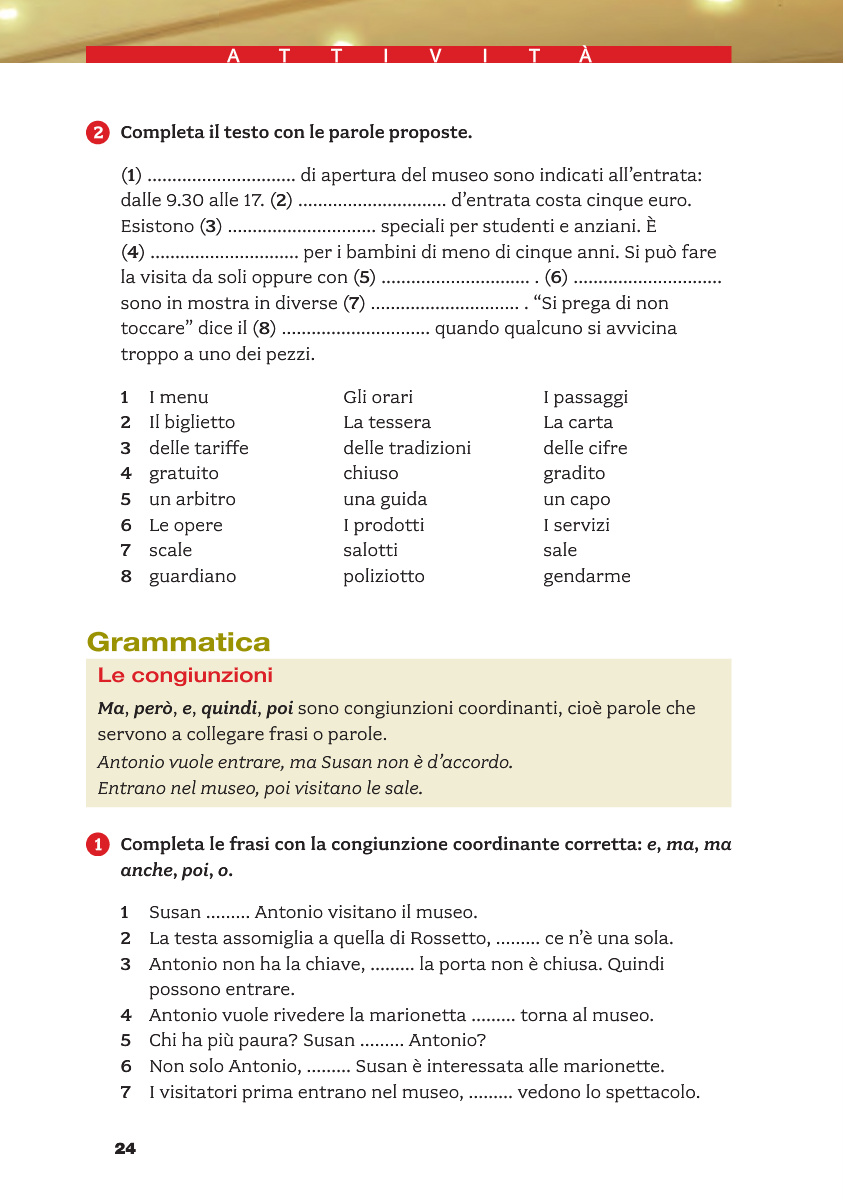 ATTIVITÀ
2 Completa il testo con le parole proposte.
(1) .............................. di apertura del museo sono indicati all’entrata:
dalle 9.30 alle 17. (2) .............................. d’entrata costa cinque euro.
Esistono (3) .............................. speciali per studenti e anziani. È
(4) .............................. per i bambini di meno di cinque anni. Si può fare
la visita da soli oppure con (5) .............................. . (6) ..............................
sono in mostra in diverse (7) .............................. . “Si prega di non
toccare” dice il (8) .............................. quando qualcuno si avvicina
troppo a uno dei pezzi.
1 I menu Gli orari I passaggi
2 Il biglietto La tessera La carta
3 delle tariffe delle tradizioni delle cifre
4 gratuito chiuso gradito
5 un arbitro una guida un capo
6 Le opere I prodotti I servizi
7 scale salotti sale
8 guardiano poliziotto gendarme
Grammatica
Le congiunzioni
Ma, però, e, quindi, poi sono congiunzioni coordinanti, cioè parole che
servono a collegare frasi o parole.
Antonio vuole entrare, ma Susan non è d’accordo.
Entrano nel museo, poi visitano le sale.
1 Completa le frasi con la congiunzione coordinante corretta: e, ma, ma
anche, poi, o.
1 Susan ......... Antonio visitano il museo.
2 La testa assomiglia a quella di Rossetto, ......... ce n’è una sola.
3 Antonio non ha la chiave, ......... la porta non è chiusa. Quindi
possono entrare.
4 Antonio vuole rivedere la marionetta ......... torna al museo.
5 Chi ha più paura? Susan ......... Antonio?
6 Non solo Antonio, ......... Susan è interessata alle marionette.
7 I visitatori prima entrano nel museo, ......... vedono lo spettacolo.
24